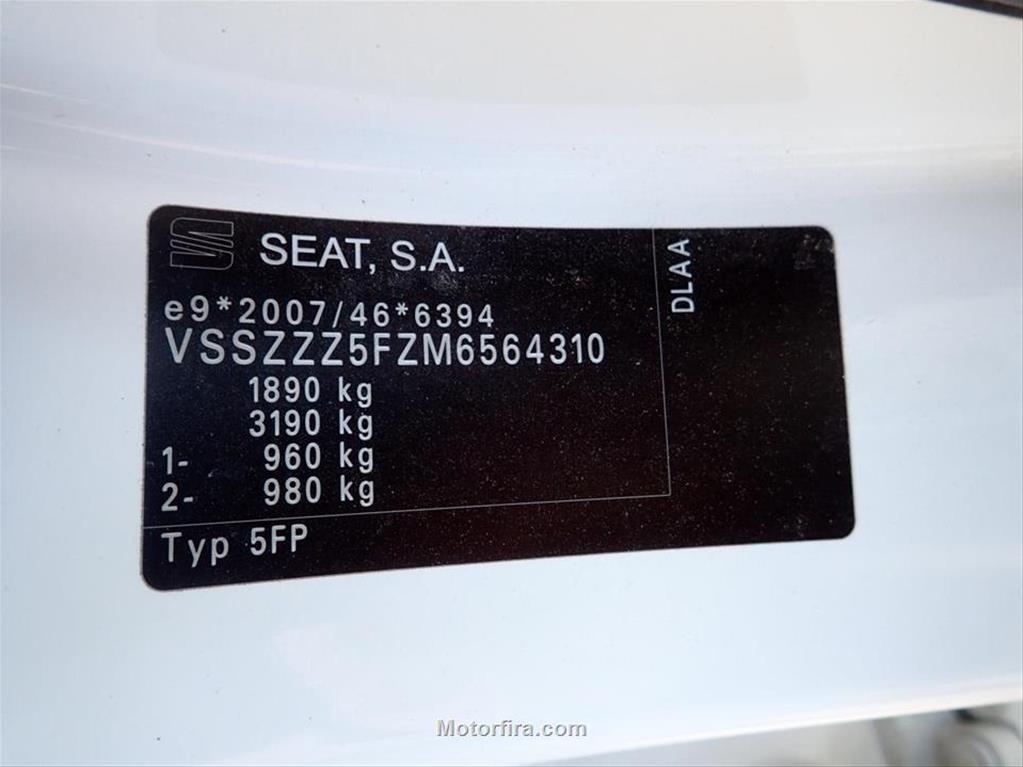 SEAT, S.A.
e9*2007/46*6394
VSSZZZ5FZM6564310
1890 kg
3190 kg
1- 960 kg
2- 980 kg
Typ 5FP
DLAA
Motorfira.com